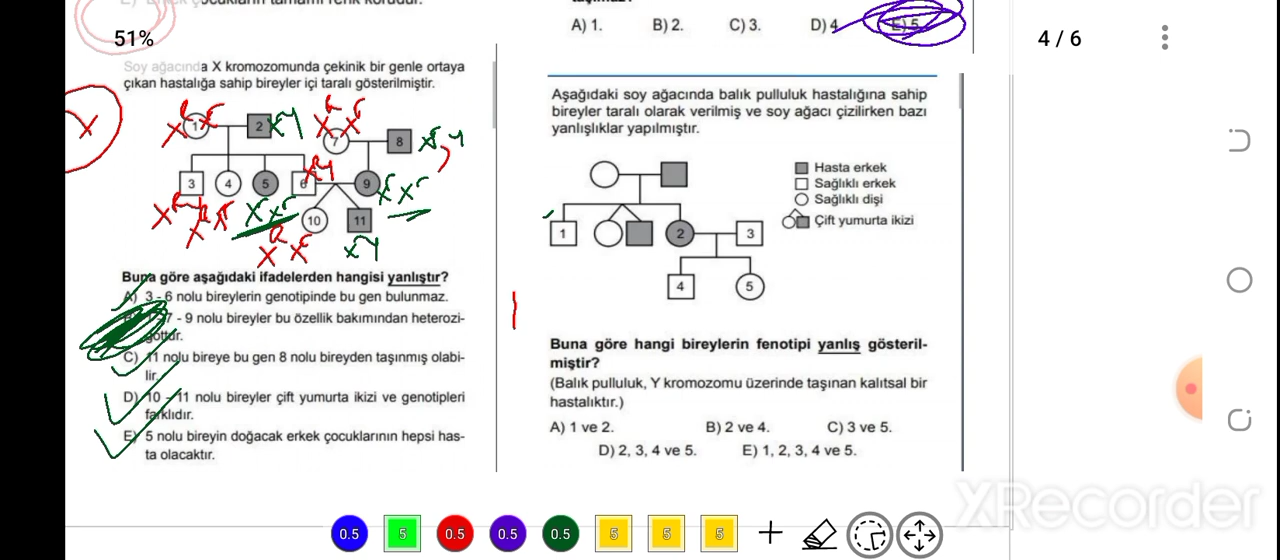 E) Erkek çocukların tamamı renk körüdür.
51%
Soy ağacında X kromozomunda çekinik bir genle ortaya
çıkan hastalığa sahip bireyler içi taralı gösterilmiştir.
1
2
7
8
3
4
5
6
9
10
11
Buna göre aşağıdaki ifadelerden hangisi yanlıştır?
A) 3 - 6 nolu bireylerin genotipinde bu gen bulunmaz.
7 - 9 nolu bireyler bu özellik bakımından heterozi-
gottur.
C) 11 nolu bireye bu gen 8 nolu bireyden taşınmış olabi-
lir.
D) 10 - 11 nolu bireyler çift yumurta ikizi ve genotipleri
farklıdır.
E) 5 nolu bireyin doğacak erkek çocuklarının hepsi has-
ta olacaktır.
A) 1. B) 2. C) 3. D) 4 E) 5
Aşağıdaki soy ağacında balık pulluluk hastalığına sahip
bireyler taralı olarak verilmiş ve soy ağacı çizilirken bazı
yanlışlıklar yapılmıştır.
Hasta erkek
Sağlıklı erkek
Sağlıklı dişi
Çift yumurta ikizi
1
2
3
4
5
Buna göre hangi bireylerin fenotipi yanlış gösteril-
miştir?
(Balık pulluluk, Y kromozomu üzerinde taşınan kalıtsal bir
hastalıktır.)
A) 1 ve 2. B) 2 ve 4. C) 3 ve 5.
D) 2, 3, 4 ve 5. E) 1, 2, 3, 4 ve 5.
4 / 6
XRecorder
0.5 5 0.5 0.5 0.5 5 5 5